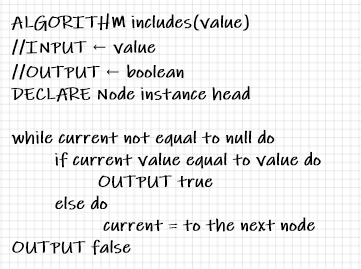 ALGORITHM includes(value)
//INPUT ← value
//OUTPUT ← boolean
DECLARE Node instance head
while current not equal to null do
if current value equal to value do
OUTPUT true
else do
current = to the next node
OUTPUT false